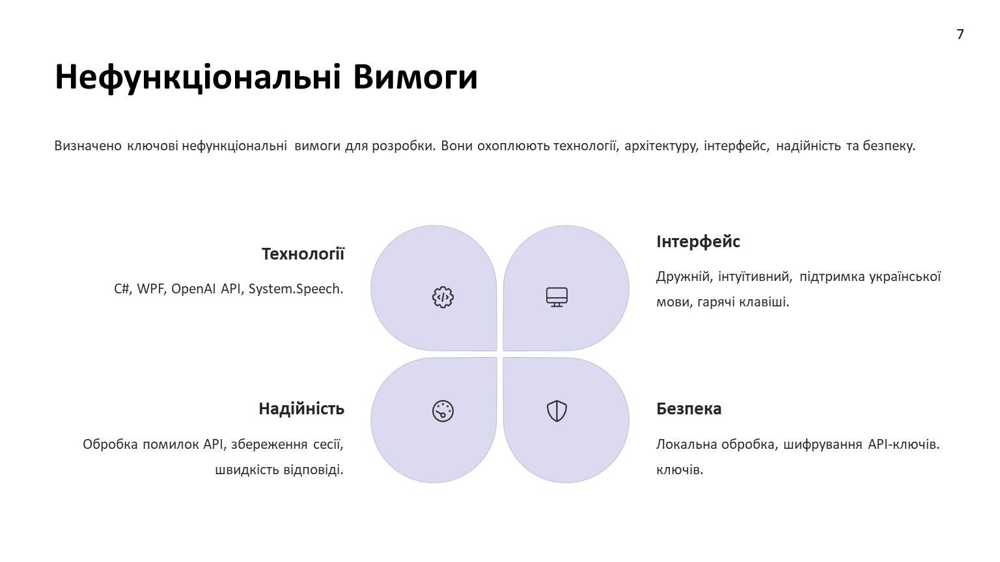 7
Нефункціональні Вимоги
Визначено ключові нефункціональні вимоги для розробки. Вони охоплюють технології, архітектуру, інтерфейс, надійність та безпеку.
Технології
C#, WPF, OpenAI API, System.Speech.
Інтерфейс
Дружній, інтуїтивний, підтримка української
мови, гарячі клавіші.
Надійність
Обробка помилок API, збереження сесії,
швидкість відповіді.
Безпека
Локальна обробка, шифрування API-ключів.
ключів.